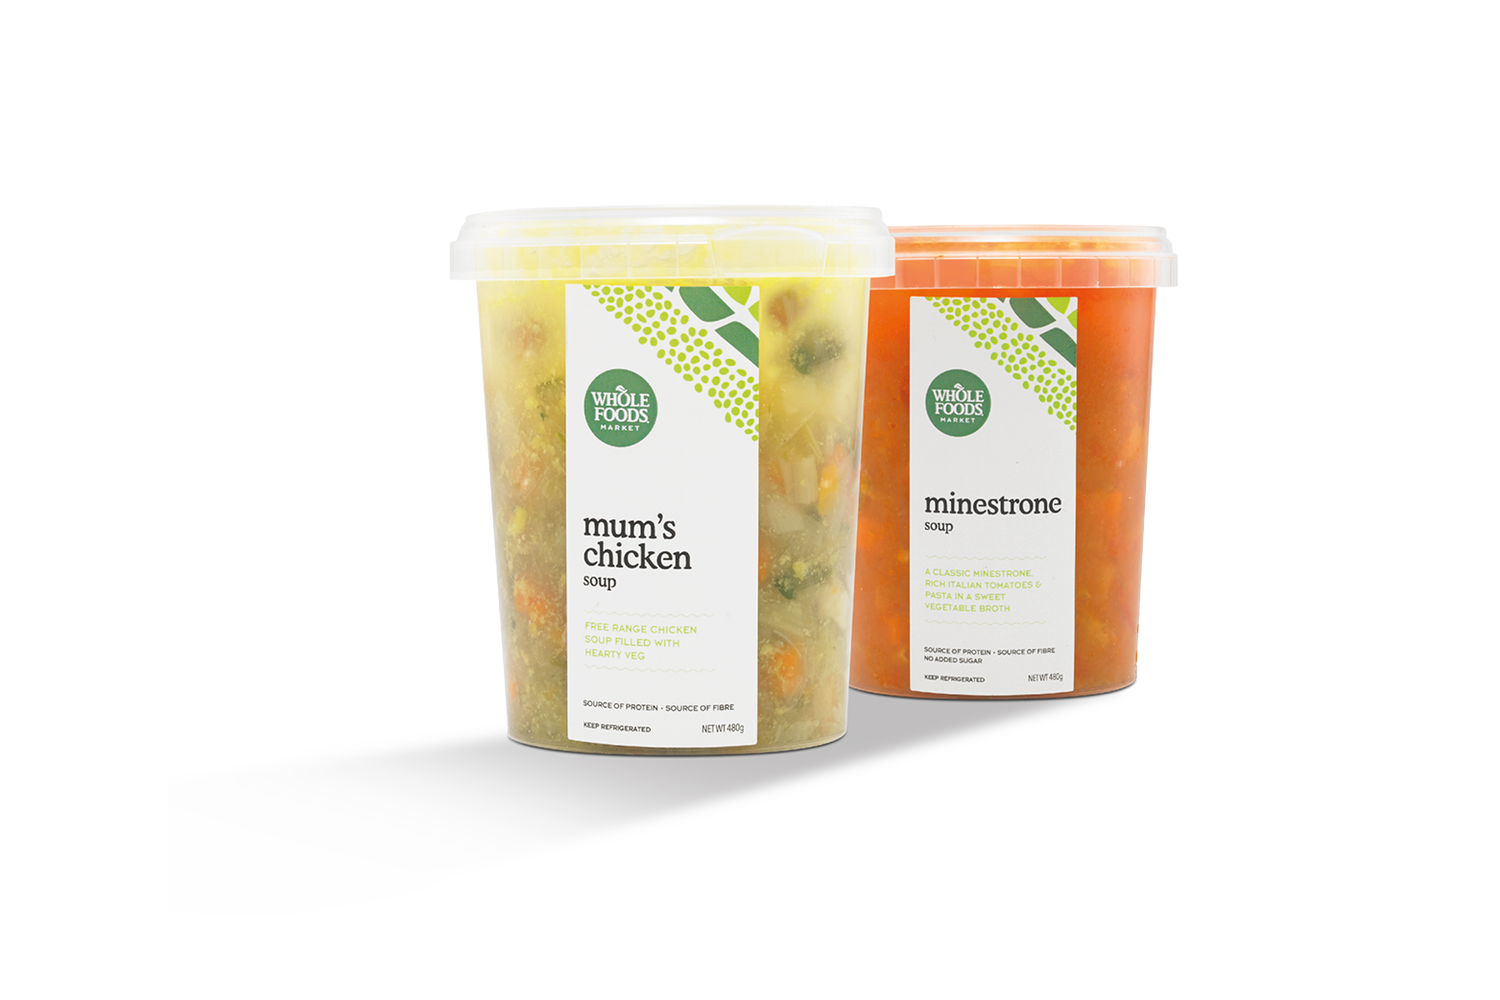 WHOLE
FOODS
MARKET
mum's
chicken
soup
FREE RANGE CHICKEN
SOUP FILLED WITH
HEARTY VEG
SOURCE OF PROTEIN • SOURCE OF FIBRE
KEEP REFRIGERATED NET WT 480g
WHOLE
FOODS
MARKET
minestrone
soup
A CLASSIC MINESTRONE,
RICH ITALIAN TOMATOES &
PASTA IN A SWEET
VEGETABLE BROTH
SOURCE OF PROTEIN • SOURCE OF FIBRE
NO ADDED SUGAR
KEEP REFRIGERATED NET WT 480g